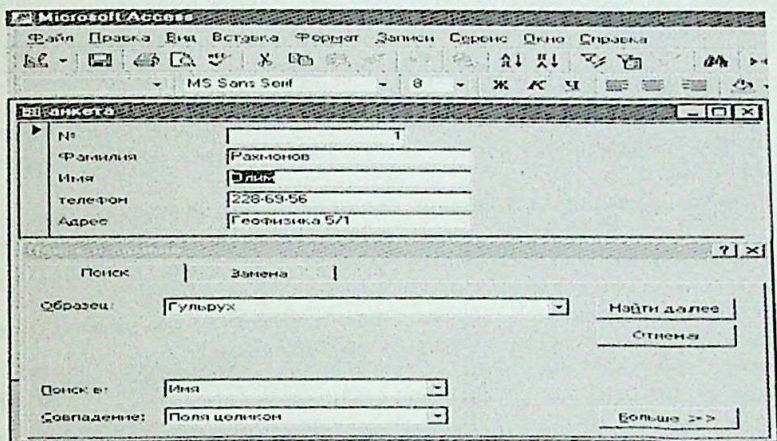 Microsoft Access
Файл Правка Вид Вставка Формат Записи Сервис Окно Справка
MS Sans Serif 8 Ж К Ч
анкета
№ 1
Фамилия Рахмонов
Имя Олим
телефон 228-69-56
Адрес Геофизика 5/1
Поиск Замена
Образец: Гульрух Найти далее
Отмена
Поиск в: Имя
Совпадение: Поля целиком Больше >>